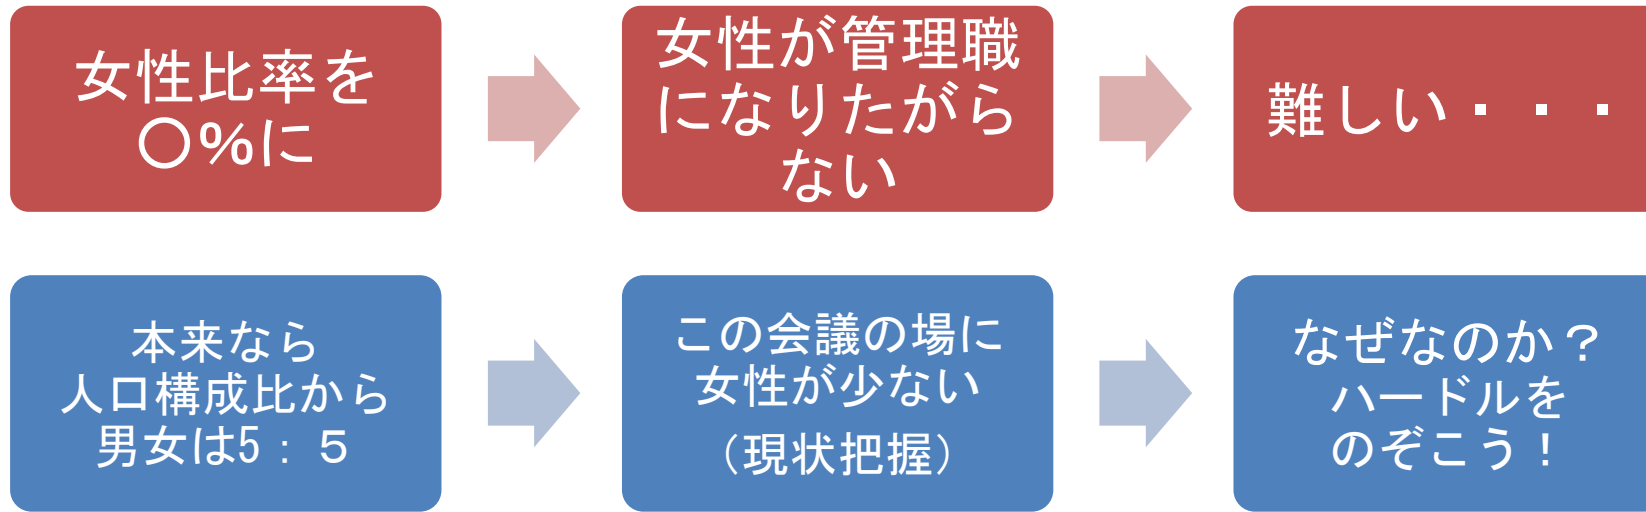 女性比率を
〇%に
女性が管理職
になりたがら
ない
難しい・・・
本来なら
人口構成比から
男女は5：５
この会議の場に
女性が少ない
（現状把握）
なぜなのか？
ハードルを
のぞこう！